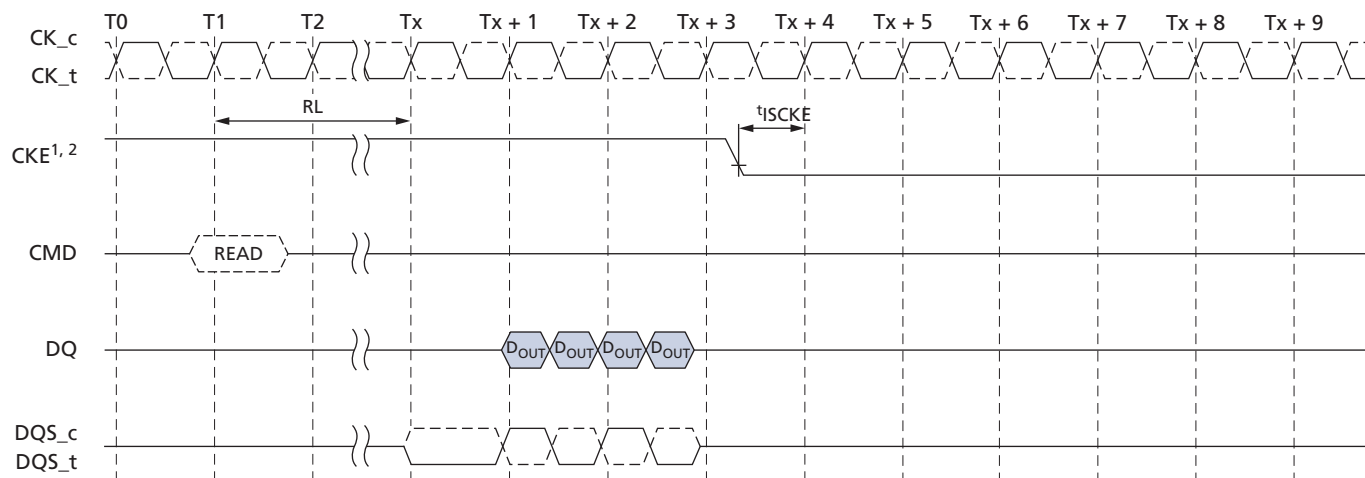 T0 T1 T2 Tx Tx + 1 Tx + 2 Tx + 3 Tx + 4 Tx + 5 Tx + 6 Tx + 7 Tx + 8 Tx + 9
CK_c
CK_t
RL
tISCKE
CKE1, 2
CMD READ
DQ DOUT DOUT DOUT DOUT
DQS_c
DQS_t